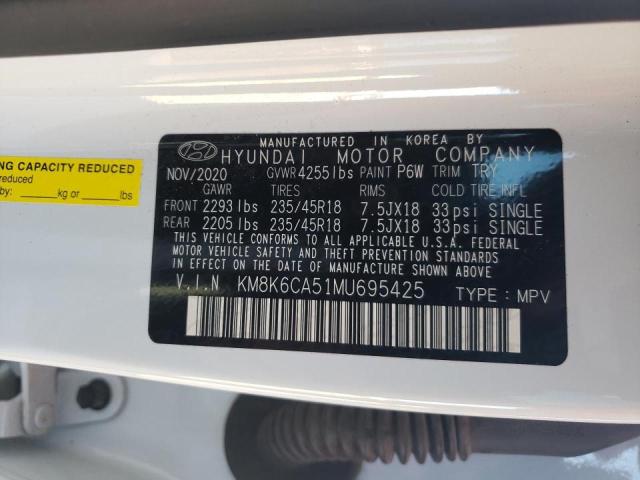 NG CAPACITY REDUCED
reduced
by: kg or lbs
MANUFACTURED IN KOREA BY
HYUNDAI MOTOR COMPANY
NOV/2020 GVWR 4255lbs PAINT P6W TRIM TRY
GAWR TIRES RIMS COLD TIRE INFL
FRONT 2293 lbs 235/45R18 7.5JX18 33psi SINGLE
REAR 2205 lbs 235/45R18 7.5JX18 33psi SINGLE
THIS VEHICLE CONFORMS TO ALL APPLICABLE U.S.A. FEDERAL
MOTOR VEHICLE SAFETY AND THEFT PREVENTION STANDARDS IN
EFFECT ON THE DATE OF MANUFACTURE SHOWN ABOVE.
V.I.N KM8K6CA51MU695425 TYPE : MPV